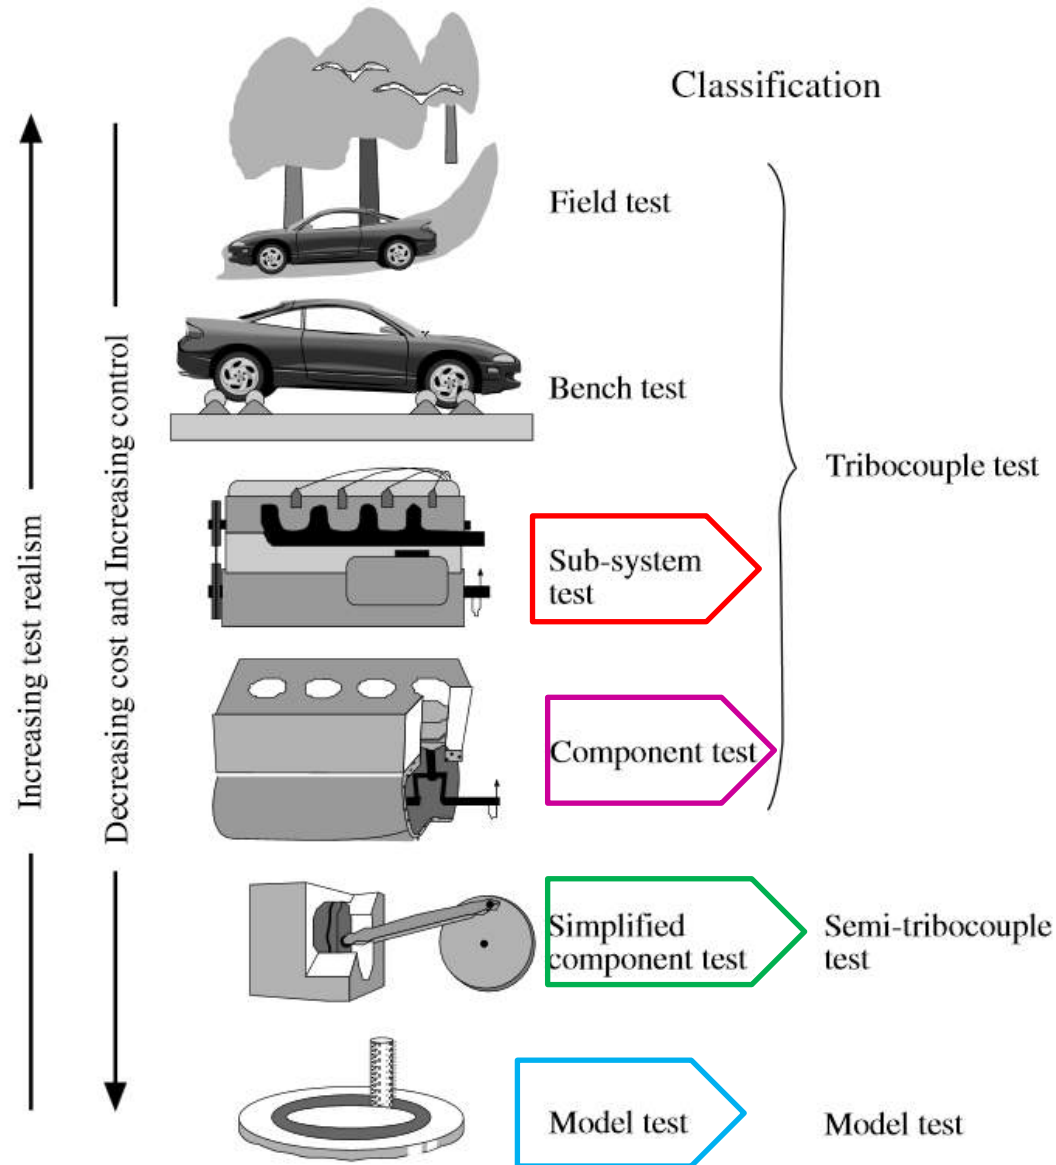 Classification
Field test
Bench test
Tribocouple test
Sub-system
test
Component test
Simplified
component test
Semi-tribocouple
test
Model test
Model test
Increasing test realism
Decreasing cost and Increasing control